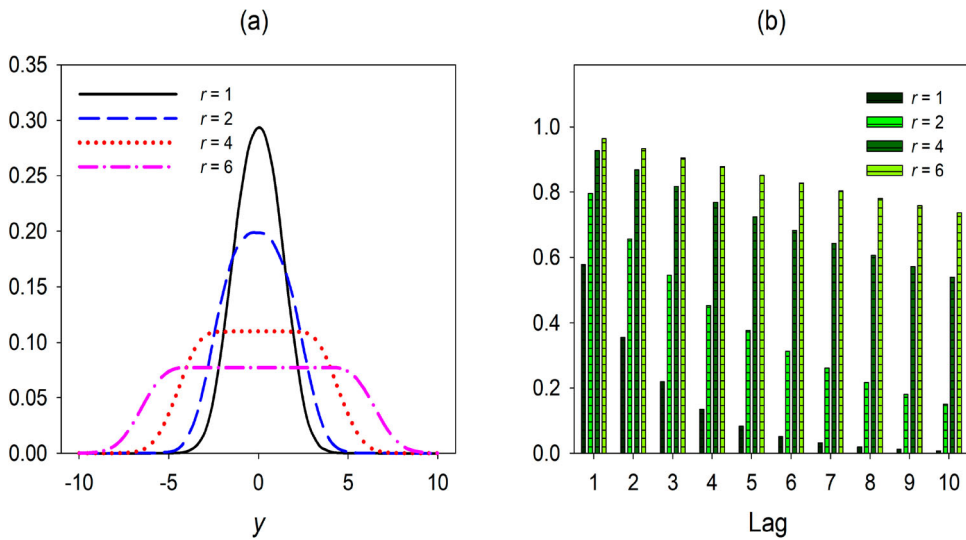 (a)
0.35
0.30
0.25
0.20
0.15
0.10
0.05
0.00
r = 1
r = 2
r = 4
r = 6
-10 -5 0 5 10
y
(b)
1.0
0.8
0.6
0.4
0.2
0.0
r = 1
r = 2
r = 4
r = 6
1 2 3 4 5 6 7 8 9 10
Lag